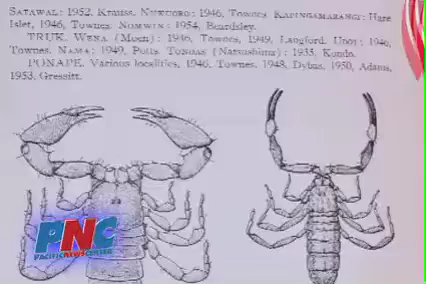 SATAWAL: 1952, Krauss. NUKUORO: 1946, Townes KAPINGAMARANGI: Hare
Islet, 1946, Townes. NOMWIN: 1954, Beardsley.
TRUK. WENA (Moen): 1946, Townes, 1949, Langford. UDOT: 1946,
Townes. NAMA: 1949, Potts. TONOAS (Natsushima): 1935, Kondo.
PONAPE. Various localities, 1946, Townes, 1948, Dybas, 1950, Adams,
1953, Gressitt.
PNC
PACIFIC NEWS CENTER